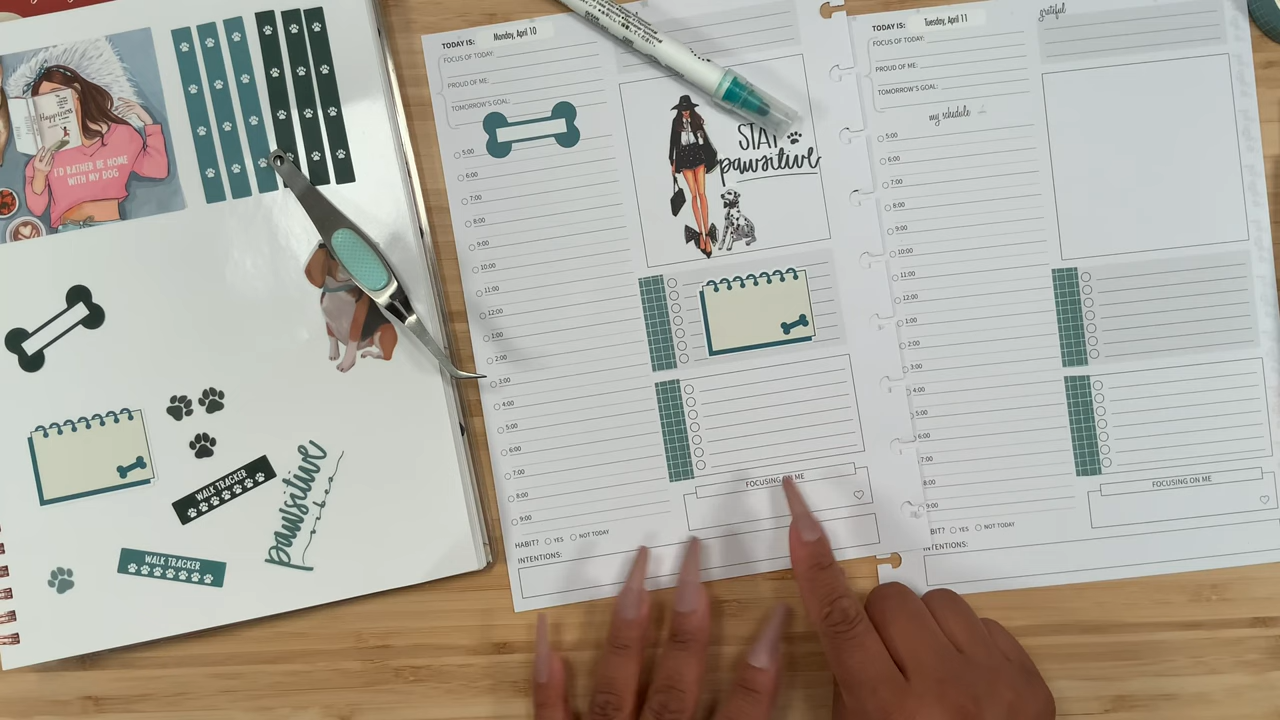 Happiness
I'D RATHER BE HOME
WITH MY DOG
WALK TRACKER
WALK TRACKER
pawsitive
vibes
TODAY IS: Monday, April 10
FOCUS OF TODAY:
PROUD OF ME:
TOMORROW'S GOAL:
5:00
6:00
7:00
8:00
9:00
10:00
11:00
12:00
1:00
2:00
3:00
4:00
5:00
6:00
7:00
8:00
9:00
HABIT? YES NOT TODAY
INTENTIONS:
STAY
pawsitive
FOCUSING ON ME
TODAY IS: Tuesday, April 11
FOCUS OF TODAY:
PROUD OF ME:
TOMORROW'S GOAL:
my schedule
5:00
6:00
7:00
8:00
9:00
10:00
11:00
12:00
1:00
2:00
3:00
4:00
5:00
6:00
7:00
8:00
9:00
HABIT? YES NOT TODAY
INTENTIONS:
grateful
FOCUSING ON ME